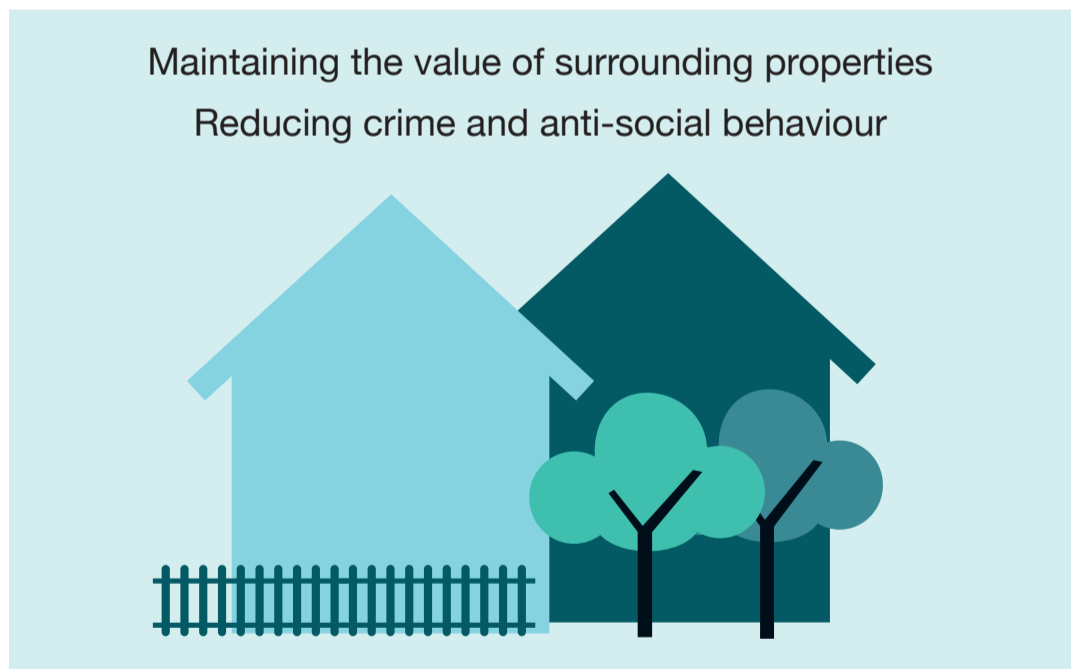 Maintaining the value of surrounding properties
Reducing crime and anti-social behaviour